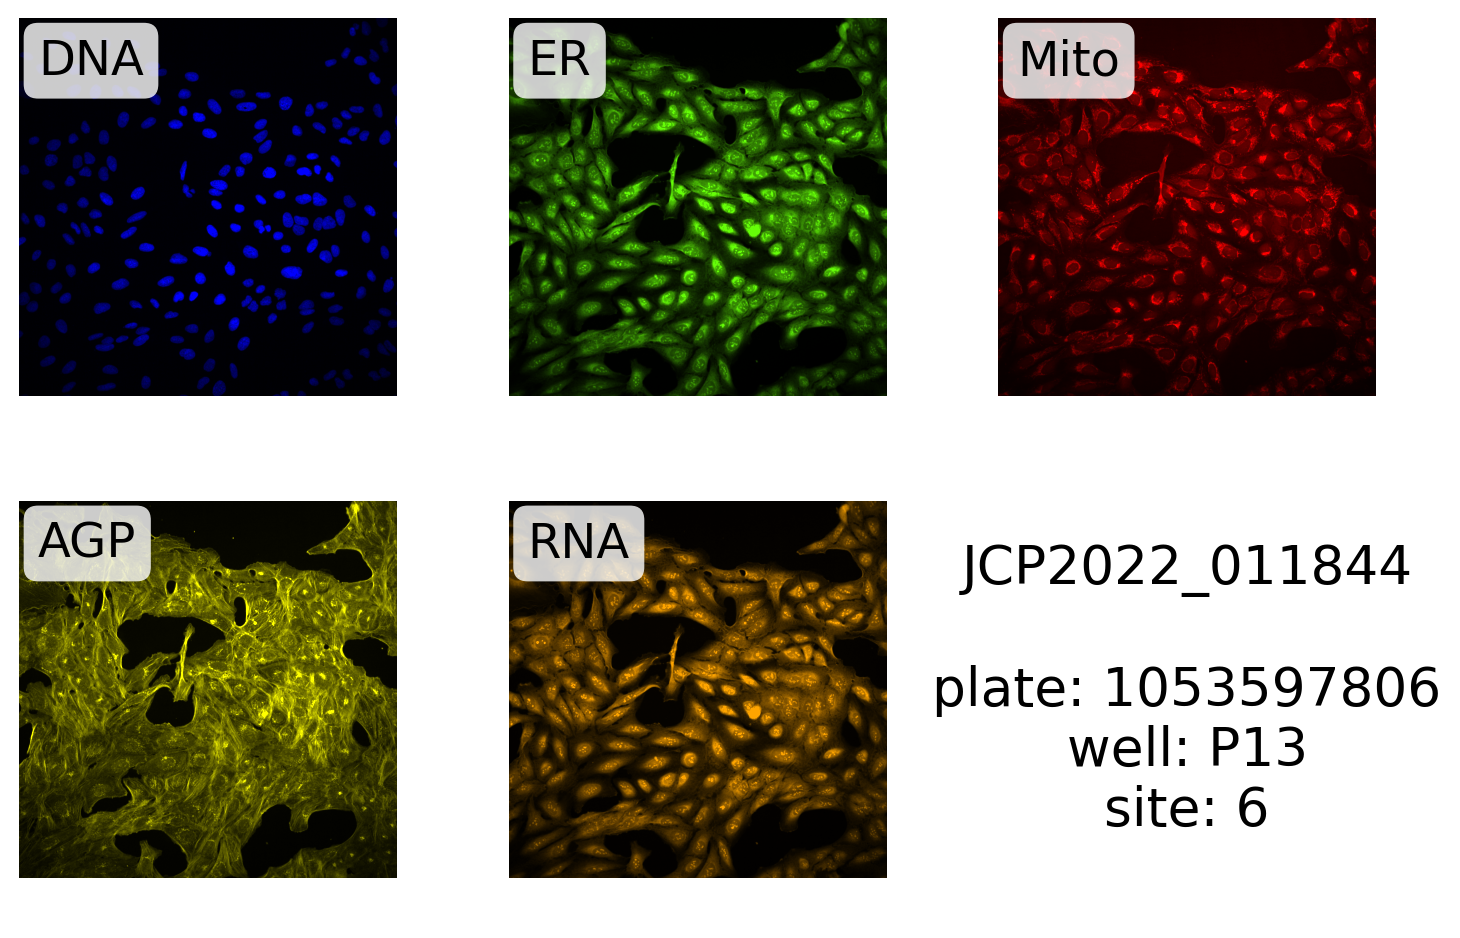 DNA
ER
Mito
AGP
RNA
JCP2022_011844
plate: 1053597806
well: P13
site: 6